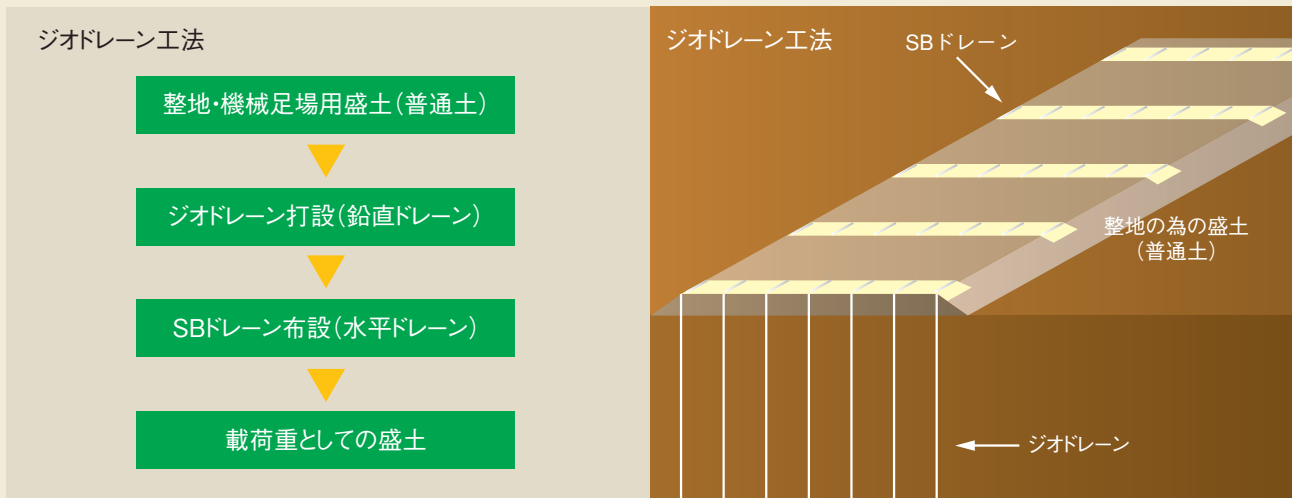 ジオドレーン工法
整地・機械足場用盛土(普通土)
ジオドレーン打設(鉛直ドレーン)
SBドレーン布設(水平ドレーン)
載荷重としての盛土
ジオドレーン工法
SBドレーン
整地の為の盛土
(普通土)
ジオドレーン